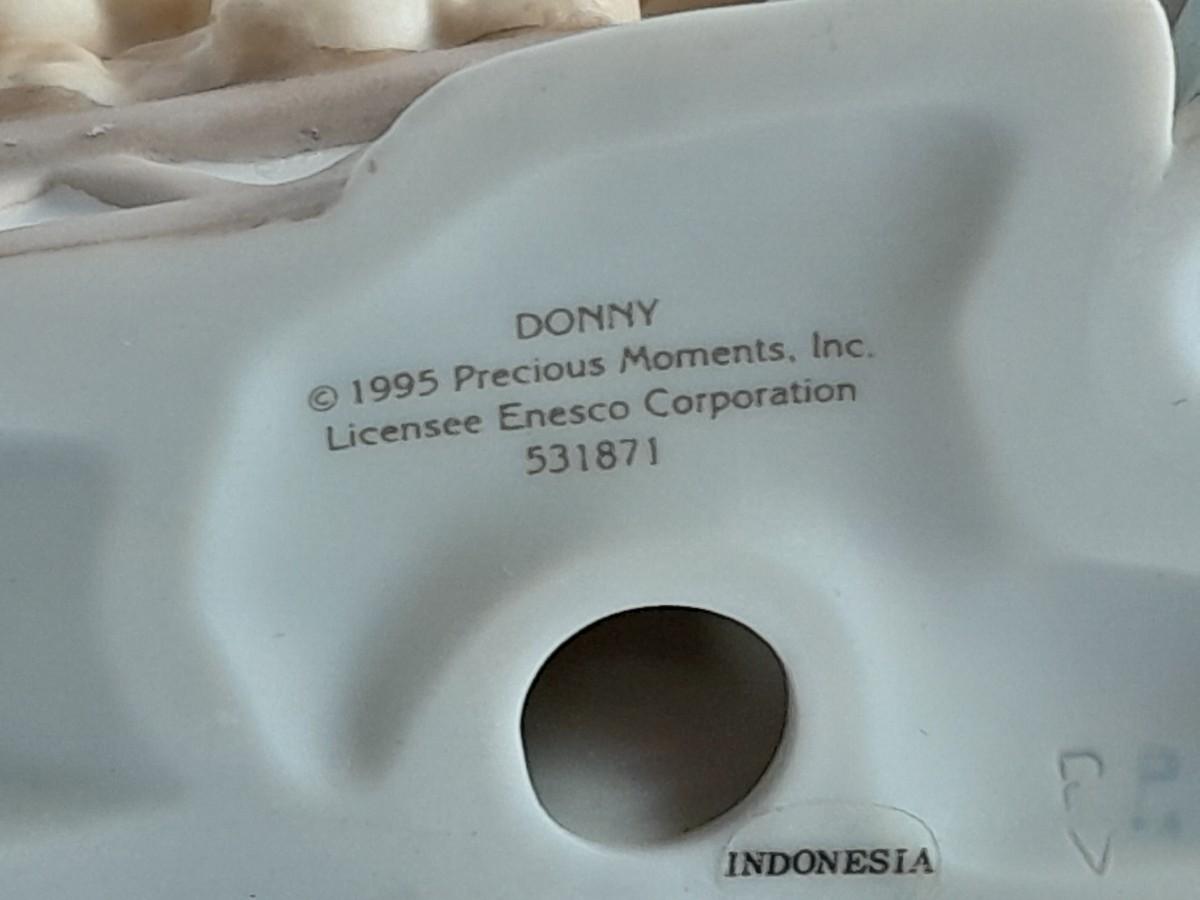 DONNY
© 1995 Precious Moments, Inc.
Licensee Enesco Corporation
531871
INDONESIA